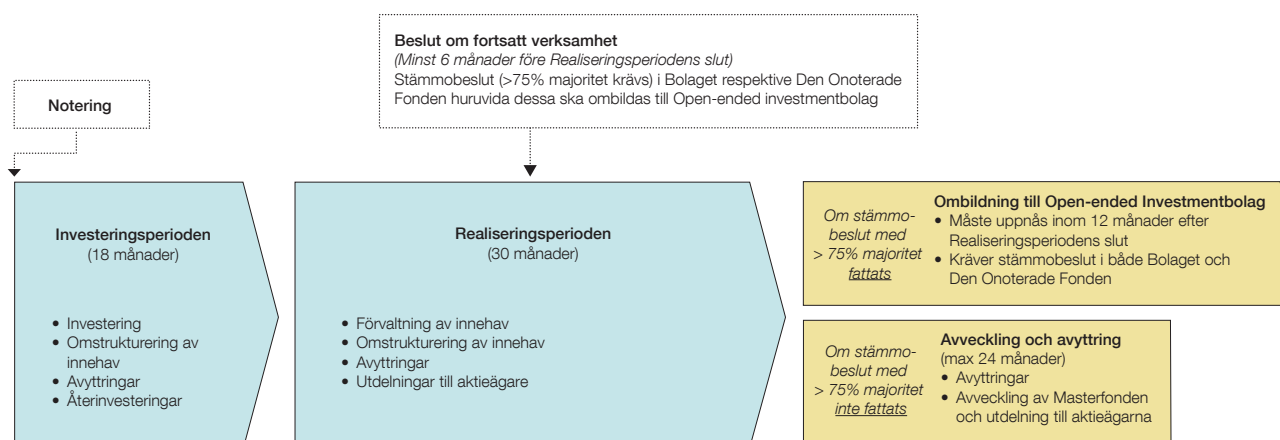 Beslut om fortsatt verksamhet
(Minst 6 månader före Realiseringsperiodens slut)
Stämmobeslut (>75% majoritet krävs) i Bolaget respektive Den Onoterade
Fonden huruvida dessa ska ombildas till Open-ended investmentbolag
Notering
Investeringsperioden
(18 månader)
• Investering
• Omstrukturering av
innehav
• Avyttringar
• Återinvesteringar
Realiseringsperioden
(30 månader)
• Förvaltning av innehav
• Omstrukturering av innehav
• Avyttringar
• Utdelningar till aktieägare
Om stämmo-
beslut med
> 75% majoritet
fattats
Ombildning till Open-ended Investmentbolag
• Måste uppnås inom 12 månader efter
Realiseringsperiodens slut
• Kräver stämmobeslut i både Bolaget och
Den Onoterade Fonden
Om stämmo-
beslut med
> 75% majoritet
inte fattats
Avveckling och avyttring
(max 24 månader)
• Avyttringar
• Avveckling av Masterfonden
och utdelning till aktieägarna